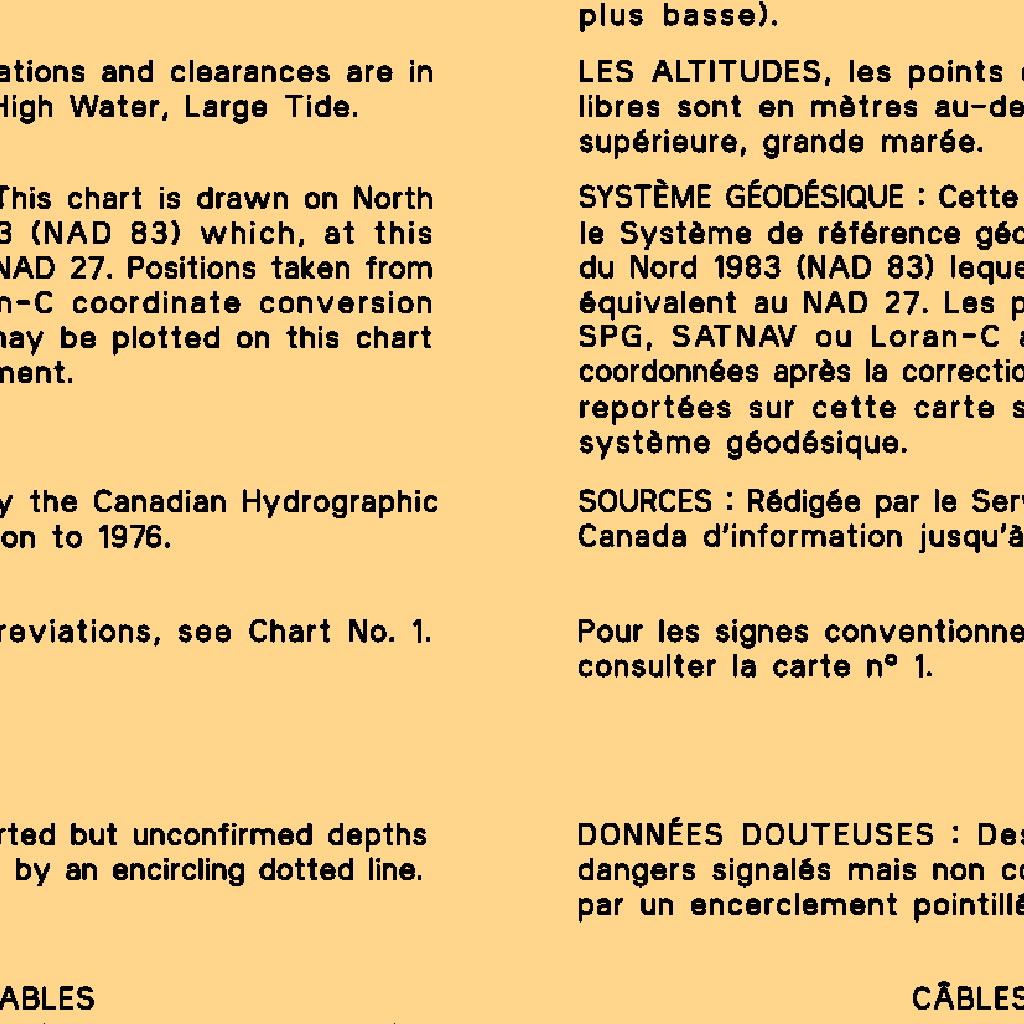 ations and clearances are in
High Water, Large Tide.
This chart is drawn on North
3 (NAD 83) which, at this
NAD 27. Positions taken from
n-C coordinate conversion
may be plotted on this chart
ment.
y the Canadian Hydrographic
on to 1976.
reviations, see Chart No. 1.
rted but unconfirmed depths
by an encircling dotted line.
ABLES
plus basse).
LES ALTITUDES, les points
libres sont en mètres au-de
supérieure, grande marée.
SYSTÈME GÉODÉSIQUE : Cette
le Système de référence géo
du Nord 1983 (NAD 83) leque
équivalent au NAD 27. Les p
SPG, SATNAV ou Loran-C a
coordonnées après la correctio
reportées sur cette carte s
système géodésique.
SOURCES : Rédigée par le Serv
Canada d'information jusqu'à
Pour les signes conventionne
consulter la carte nº 1.
DONNÉES DOUTEUSES : Des
dangers signalés mais non co
par un encerclement pointillé
CÂBLES